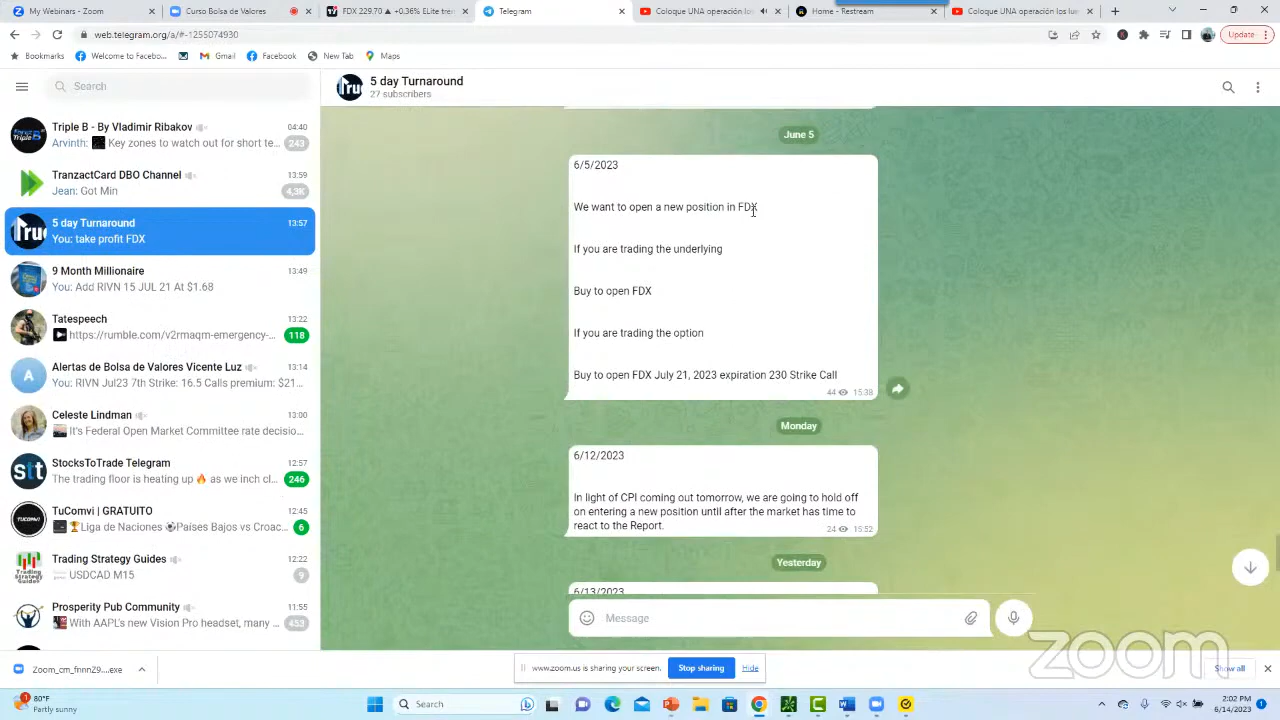 My Webinars - Zoom
Curso Bolsa de Valores
FDX 229.70 ▲ +0.36% Elite tren
Telegram
Coloque UNA operación los
Home - Restream
Coloque UNA operación los lun
web.telegram.org/a/#-1255074930
Update
Bookmarks
Welcome to Facebo...
Gmail
Facebook
New Tab
Maps
Search
5 day Turnaround
27 subscribers
Triple B - By Vladimir Ribakov
04:40
Arvinth: Key zones to watch out for short te...
243
TranzactCard DBO Channel
13:59
Jean: Got Min
4,3K
5 day Turnaround
13:57
You: take profit FDX
9 Month Millionaire
13:49
You: Add RIVN 15 JUL 21 At $1.68
Tatespeech
13:22
https://rumble.com/v2rmaqm-emergency-...
118
A
Alertas de Bolsa de Valores Vicente Luz
13:14
You: RIVN Jul23 7th Strike: 16.5 Calls premium: $21...
Celeste Lindman
13:00
It's Federal Open Market Committee rate decisio...
stt
StocksToTrade Telegram
12:57
The trading floor is heating up 🔥 as we inch cl...
246
TUCOMVI
TuComvi | GRATUITO
12:45
🏆Liga de Naciones ⚽Países Bajos vs Croac...
6
Trading Strategy Guides
12:22
USDCAD M15
9
Prosperity Pub Community
11:55
With AAPL's new Vision Pro headset, many ...
453
June 5
6/5/2023
We want to open a new position in FDX
If you are trading the underlying
Buy to open FDX
If you are trading the option
Buy to open FDX July 21, 2023 expiration 230 Strike Call
44 15:38
Monday
6/12/2023
In light of CPI coming out tomorrow, we are going to hold off
on entering a new position until after the market has time to
react to the Report.
24 15:52
Yesterday
6/13/2023
Message
zoom
Zoom_cm_fnnnZ9....exe
www.zoom.us is sharing your screen.
Stop sharing
Hide
Show all
1
80°F
Partly sunny
Search
2:02 PM
6/14/2023